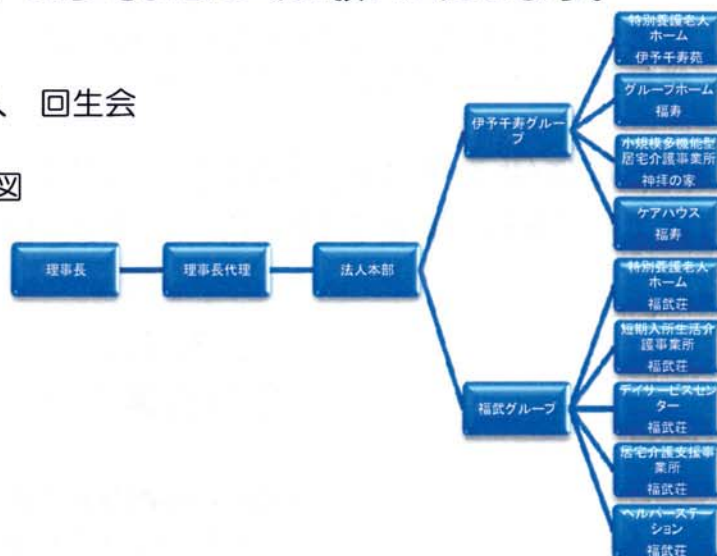 回生会
図
理事長
理事長代理
法人本部
伊予千寿グルー
プ
特別養護老人
ホーム
伊予千寿苑
グループホーム
福寿
小規模多機能型
居宅介護事業所
神拝の家
ケアハウス
福寿
福武グループ
特別養護老人
ホーム
福武荘
短期入所生活介
護事業所
福武荘
デイサービスセン
ター
福武荘
居宅介護支援事
業所
福武荘
ヘルパーステー
ション
福武荘